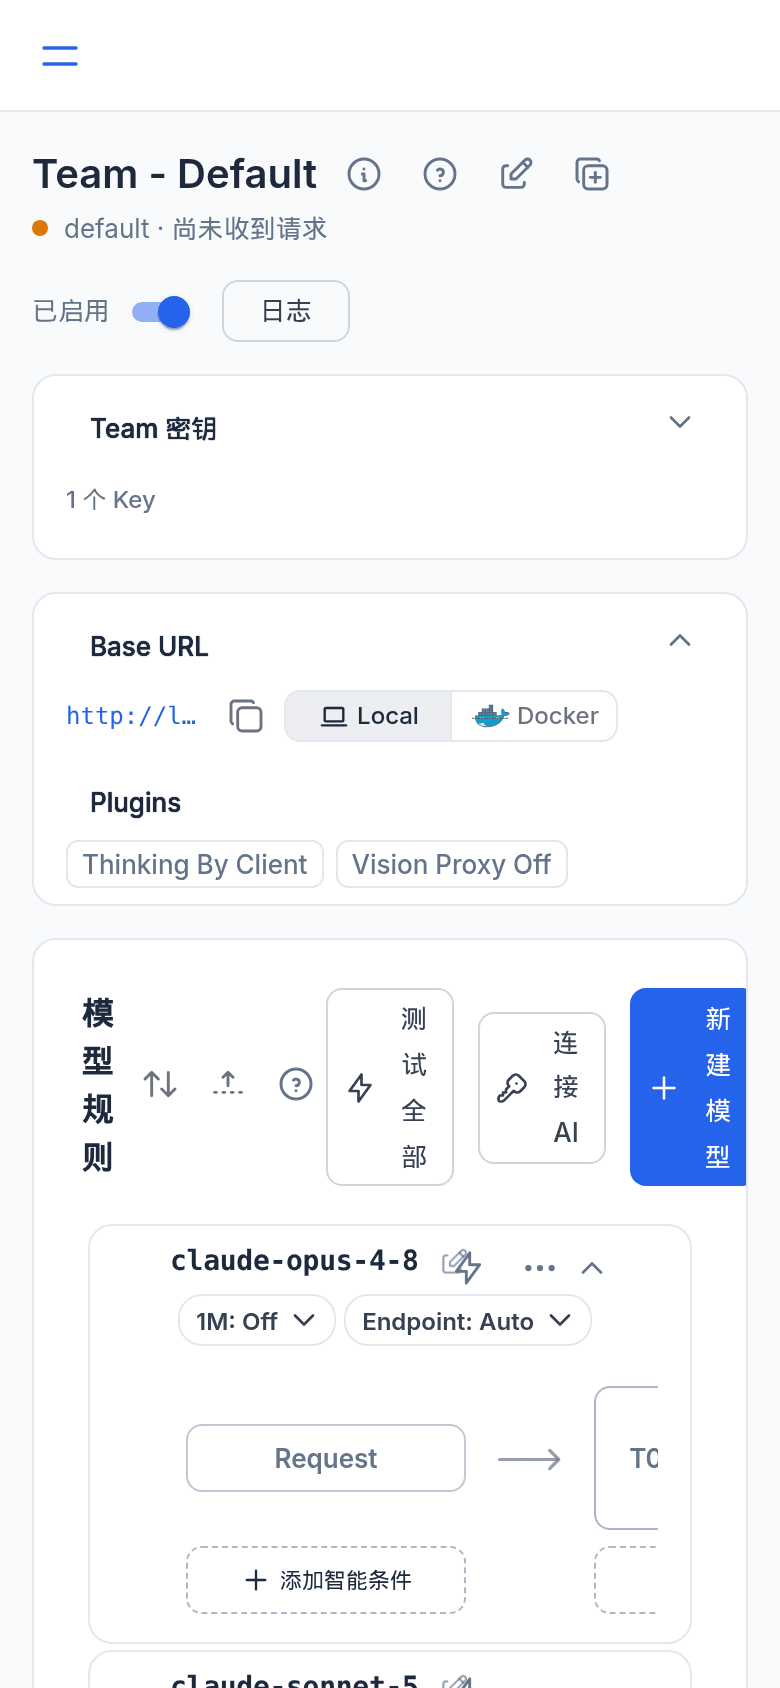 Team - Default
default · 尚未收到请求
已启用
日志
Team 密钥
1 个 Key
Base URL
http://l…
Local
Docker
Plugins
Thinking By Client
Vision Proxy Off
模型规则
测试全部
连接 AI
新建模型
claude-opus-4-8
1M: Off
Endpoint: Auto
Request
添加智能条件
claude-sonnet-5